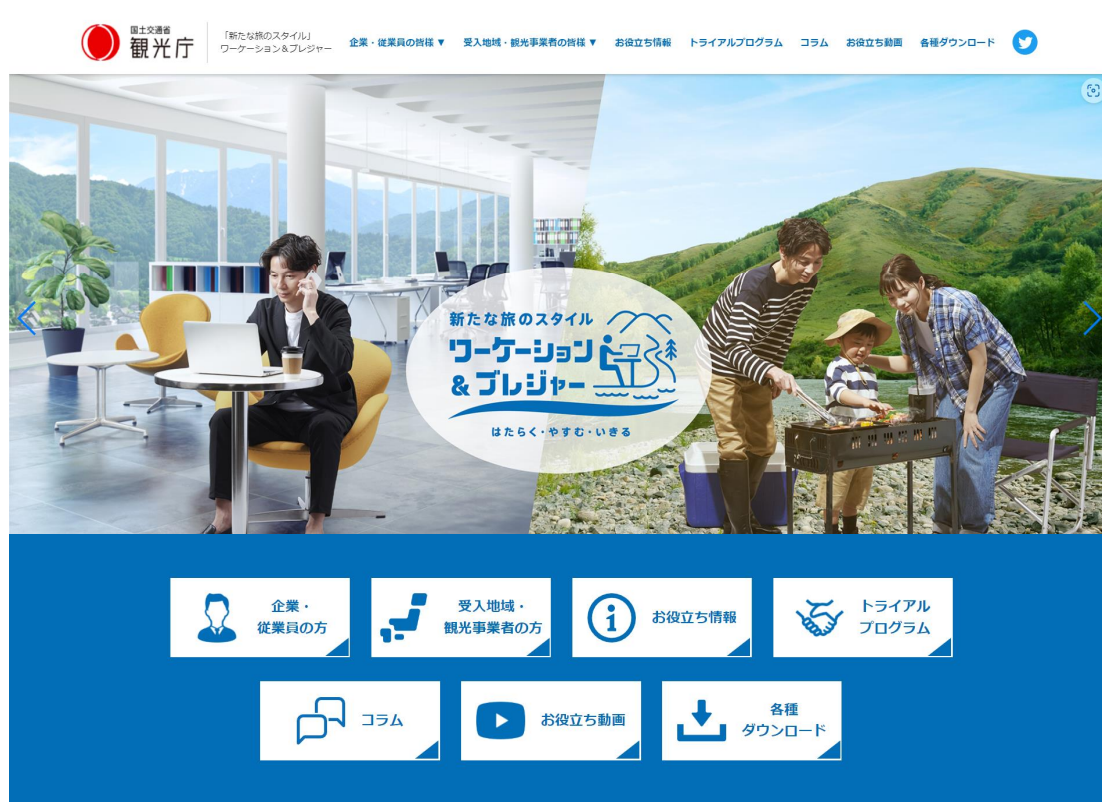 国土交通省
観光庁
「新たな旅のスタイル」
ワーケーション&ブレジャー
企業・従業員の皆様 ▼
受入地域・観光事業者の皆様 ▼
お役立ち情報
トライアルプログラム
コラム
お役立ち動画
各種ダウンロード
新たな旅のスタイル
ワーケーション
&ブレジャー
はたらく・やすむ・いきる
企業・
従業員の方
受入地域・
観光事業者の方
お役立ち情報
トライアル
プログラム
コラム
お役立ち動画
各種
ダウンロード